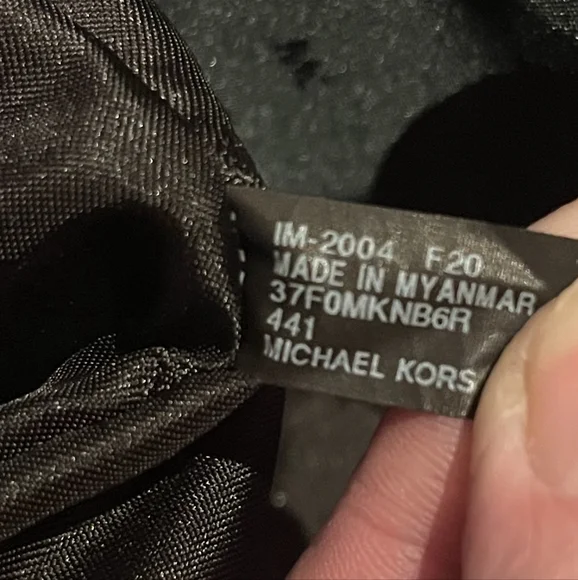 IM-2004 F20
MADE IN MYANMAR
37F0MKNB6R
441
MICHAEL KORS